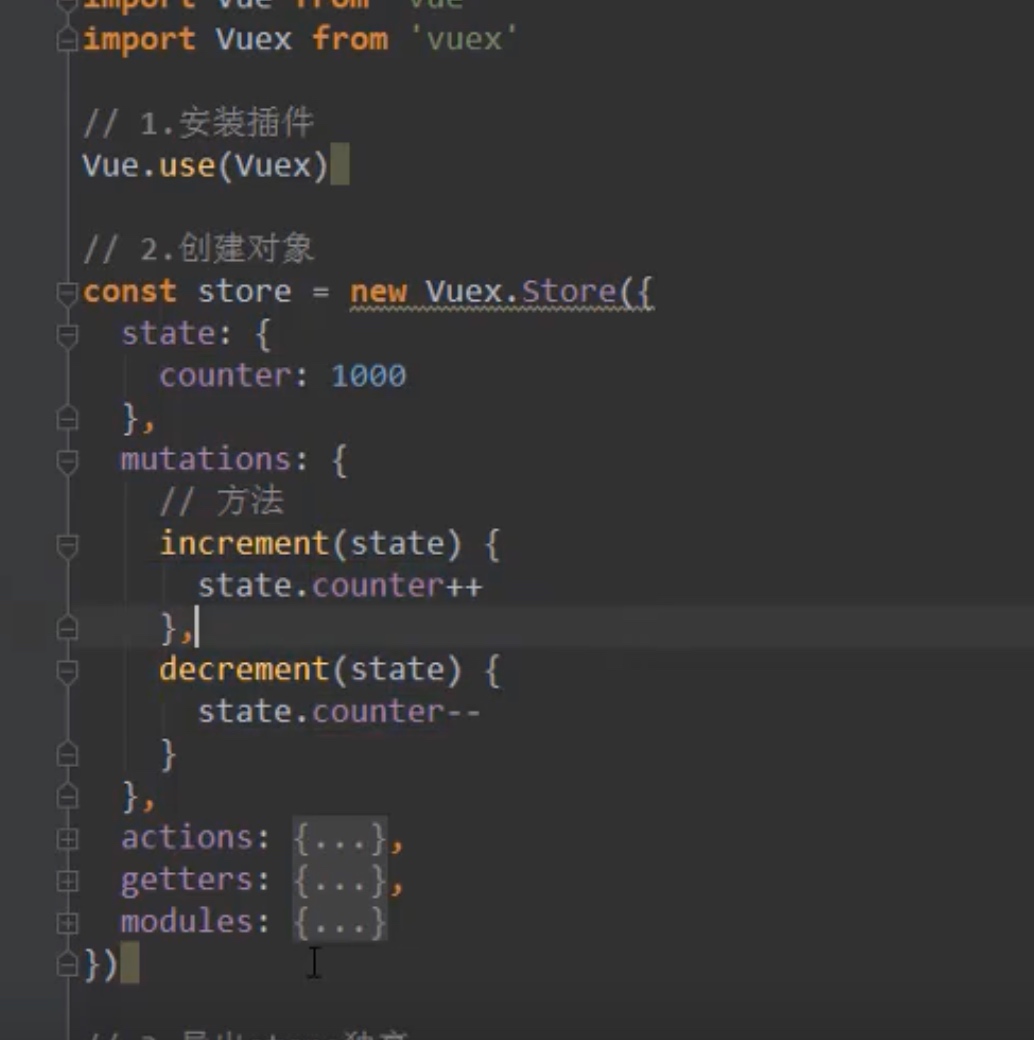 import Vue from 'vue'
import Vuex from 'vuex'
// 1.安装插件
Vue.use(Vuex)
// 2.创建对象
const store = new Vuex.Store({
  state: {
    counter: 1000
  },
  mutations: {
    // 方法
    increment(state) {
      state.counter++
    },
    decrement(state) {
      state.counter--
    }
  },
  actions: {...},
  getters: {...},
  modules: {...}
})